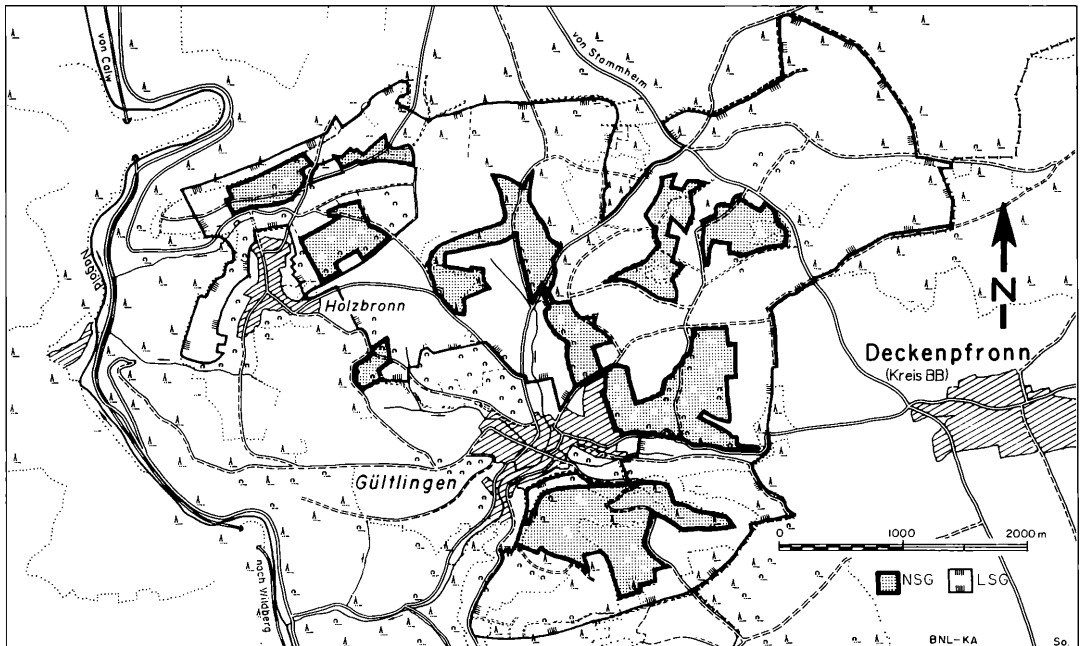 von Calw
von Stammheim
Nagold
Holzbronn
Deckenpfronn
(Kreis BB)
N
Gültlingen
nach Wildberg
0 1000 2000 m
NSG LSG
BNL-KA So.